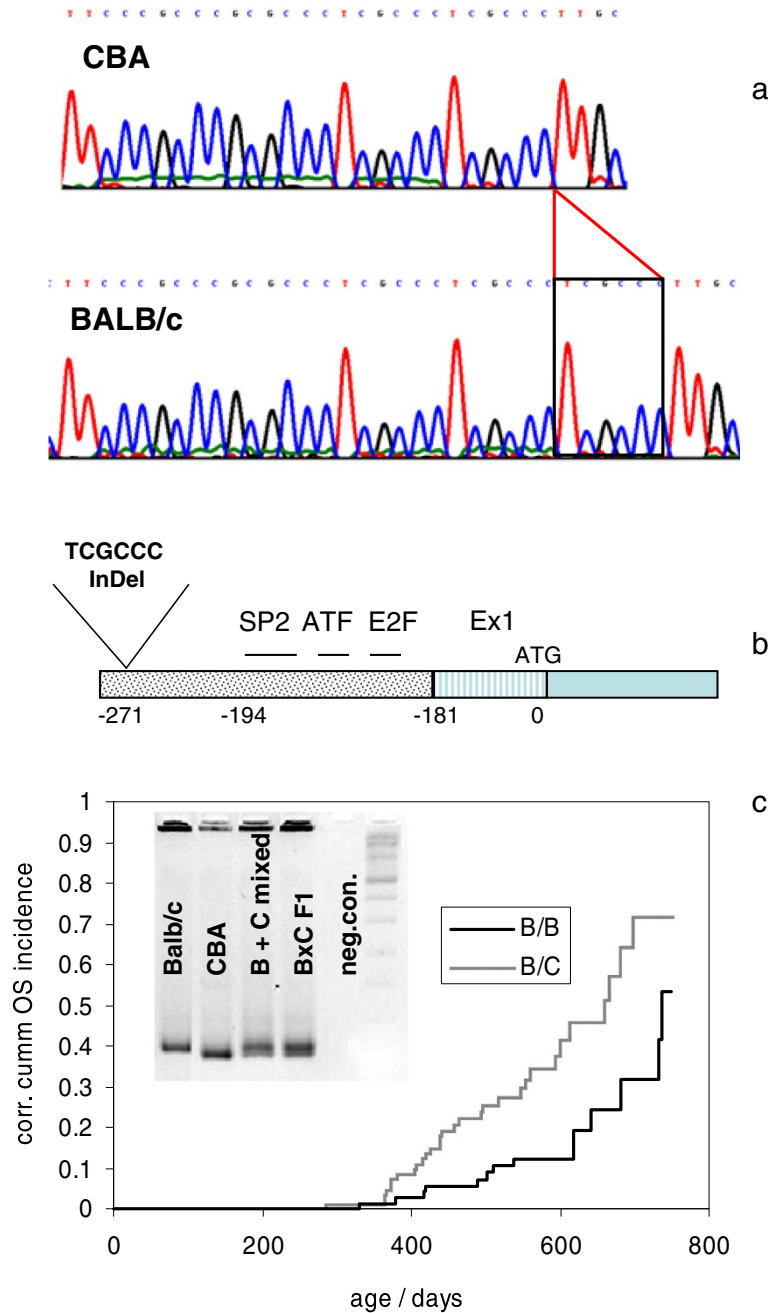 T T C C C G C C C G C G C C C T C G C C C T C G C C C T T G C
CBA
a
C T T C C C G C C C G C G C C C T C G C C C T C G C C C T C G C C C T T G C
BALB/c
TCGCCC
InDel
SP2 ATF E2F Ex1
ATG
b
-271 -194 -181 0
c
corr. cumm OS incidence
1
0.9
0.8
0.7
0.6
0.5
0.4
0.3
0.2
0.1
0
Balb/c
CBA
B + C mixed
BxC F1
neg.con.
B/B
B/C
0 200 400 600 800
age / days